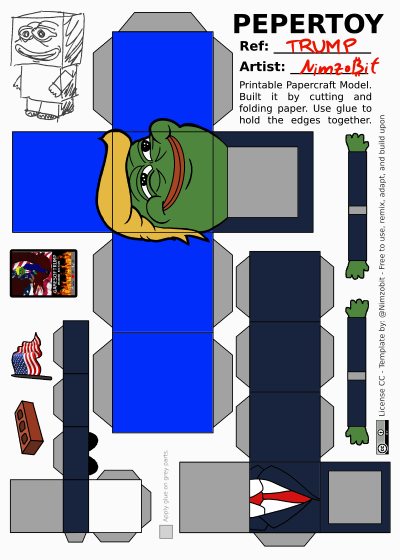 PEPERTOY
Ref: TRUMP
Artist: NimzoBit
Printable Papercraft Model.
Built it by cutting and
folding paper. Use glue to
hold the edges together.
License CC - Template by: @Nimzobit - Free to use, remix, adapt, and build upon
Apply glue on grey parts